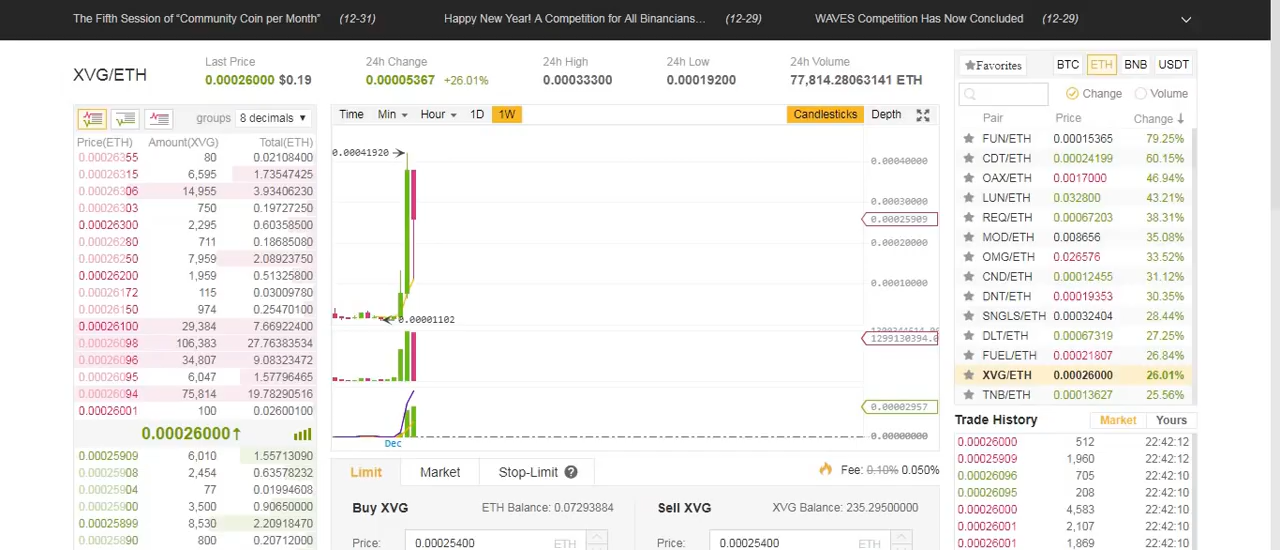 The Fifth Session of “Community Coin per Month” (12-31) Happy New Year! A Competition for All Binancians… (12-29) WAVES Competition Has Now Concluded (12-29)
XVG/ETH
Last Price
0.00026000 $0.19
24h Change
0.00005367 +26.01%
24h High
0.00033300
24h Low
0.00019200
24h Volume
77,814.28063141 ETH
groups 8 decimals
Price(ETH) Amount(XVG) Total(ETH)
0.00026355 80 0.02108400
0.00026315 6,595 1.73547425
0.00026306 14,955 3.93406230
0.00026303 750 0.19727250
0.00026300 2,295 0.60358500
0.00026280 711 0.18685080
0.00026250 7,959 2.08923750
0.00026200 1,959 0.51325800
0.00026172 115 0.03009780
0.00026150 974 0.25470100
0.00026100 29,384 7.66922400
0.00026098 106,383 27.76383534
0.00026096 34,807 9.08323472
0.00026095 6,047 1.57796465
0.00026094 75,814 19.78290516
0.00026001 100 0.02600100
0.00026000↑
0.00025909 6,010 1.55713090
0.00025908 2,454 0.63578232
0.00025904 77 0.01994608
0.00025900 3,500 0.90650000
0.00025899 8,530 2.20918470
0.00025890 800 0.20712000
Time Min Hour 1D 1W Candlesticks Depth
0.00041920
0.00040000
0.00030000
0.00025909
0.00020000
0.00010000
0.00001102
1299130394.0
0.00002957
0.00000000
Dec
Limit Market Stop-Limit ? Fee: 0.10% 0.050%
Buy XVG ETH Balance: 0.07293884
Price: 0.00025400 ETH
Sell XVG XVG Balance: 235.29500000
Price: 0.00025400 ETH
Favorites BTC ETH BNB USDT
Change Volume
Pair Price Change
FUN/ETH 0.00015365 79.25%
CDT/ETH 0.00024199 60.15%
OAX/ETH 0.0017000 46.94%
LUN/ETH 0.032800 43.21%
REQ/ETH 0.00067203 38.31%
MOD/ETH 0.008656 35.08%
OMG/ETH 0.026576 33.52%
CND/ETH 0.00012455 31.12%
DNT/ETH 0.00019353 30.35%
SNGLS/ETH 0.00032404 28.44%
DLT/ETH 0.00067319 27.25%
FUEL/ETH 0.00021807 26.84%
XVG/ETH 0.00026000 26.01%
TNB/ETH 0.00013627 25.56%
Trade History Market Yours
0.00026000 512 22:42:12
0.00025909 1,960 22:42:12
0.00026096 705 22:42:10
0.00026095 208 22:42:10
0.00026000 4,583 22:42:10
0.00026001 2,107 22:42:10
0.00026001 843 22:42:10